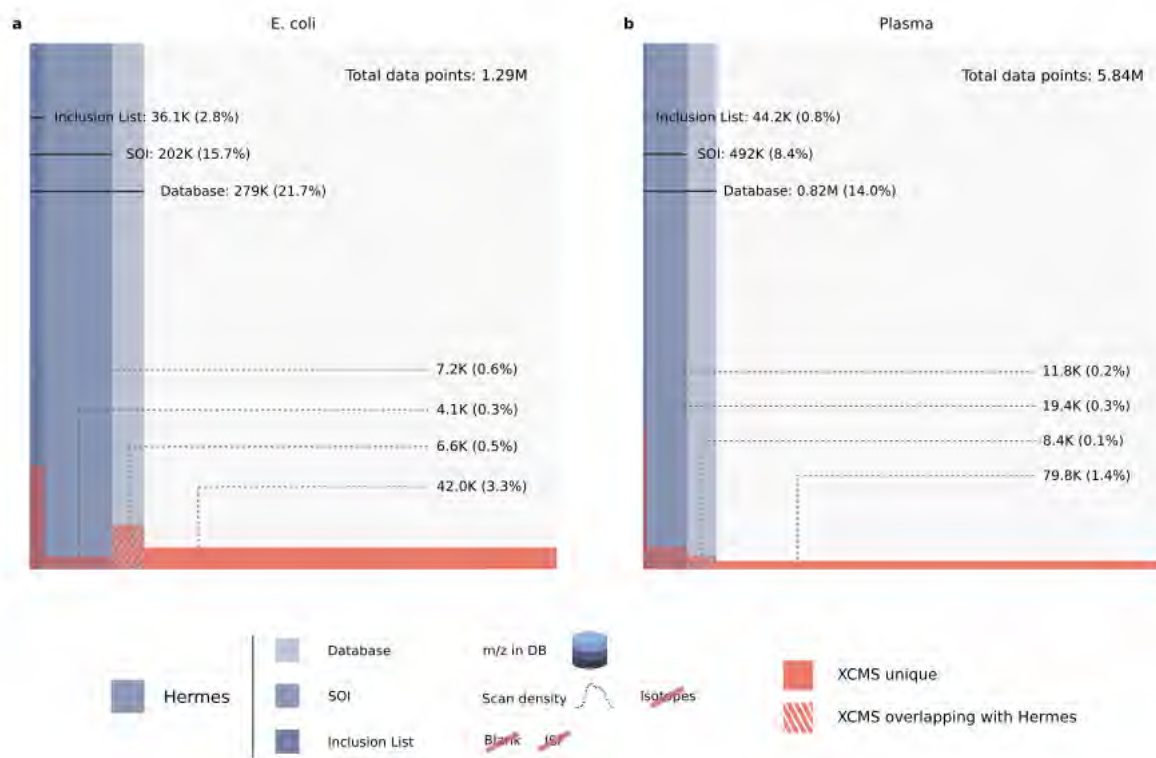 a
E. coli
Total data points: 1.29M
Inclusion List: 36.1K (2.8%)
SOI: 202K (15.7%)
Database: 279K (21.7%)
7.2K (0.6%)
4.1K (0.3%)
6.6K (0.5%)
42.0K (3.3%)
b
Plasma
Total data points: 5.84M
Inclusion List: 44.2K (0.8%)
SOI: 492K (8.4%)
Database: 0.82M (14.0%)
11.8K (0.2%)
19.4K (0.3%)
8.4K (0.1%)
79.8K (1.4%)
Hermes
Database
SOI
Inclusion List
m/z in DB
Scan density
Isotopes
Blank
ISF
XCMS unique
XCMS overlapping with Hermes